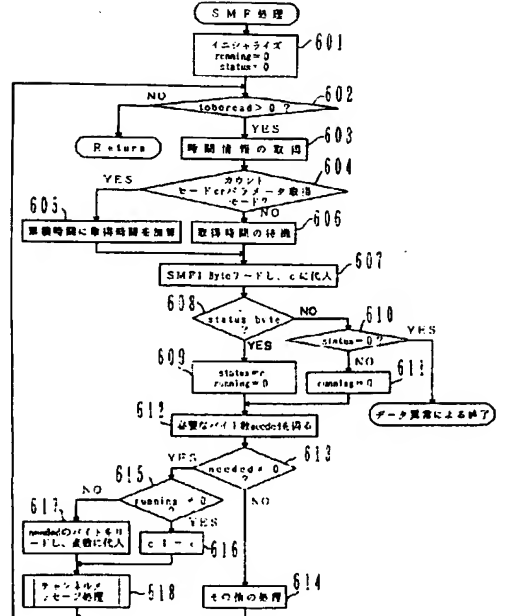 SMF処理
イニシャライズ
running=0
status=0
601
NO
toberead>0?
602
YES
603
Return
時間情報の取得
604
YES
カウント
モードorパラメータ取得
モード?
605
NO
606
累積時間に取得時間を加算
取得時間の待機
SMF1 Byteリードし、cに代入
607
608
NO
610
status byte
?
status=0?
YES
YES
NO
609
status=c
running=0
running=0
611
612
データ異常による終了
必要なバイト数neededを得る
613
YES
needed≠0
?
615
NO
running≠0
?
NO
617
YES
neededのバイトをリードし、変数に代入
616
チャンネルメッセージ処理
618
その他の処理
614